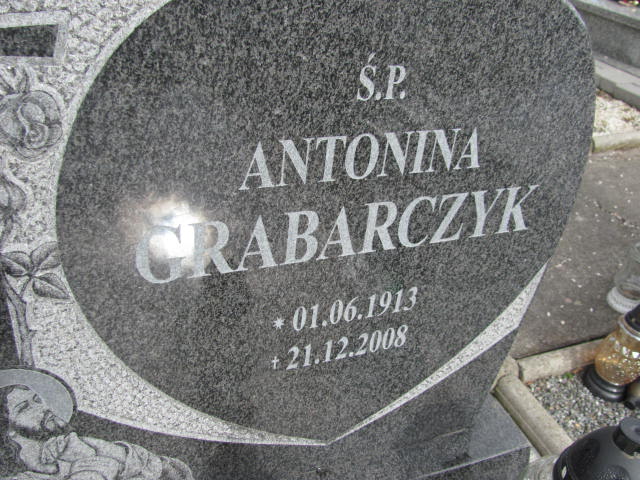 Ś.P.
ANTONINA
GRABARCZYK
* 01.06.1913
† 21.12.2008